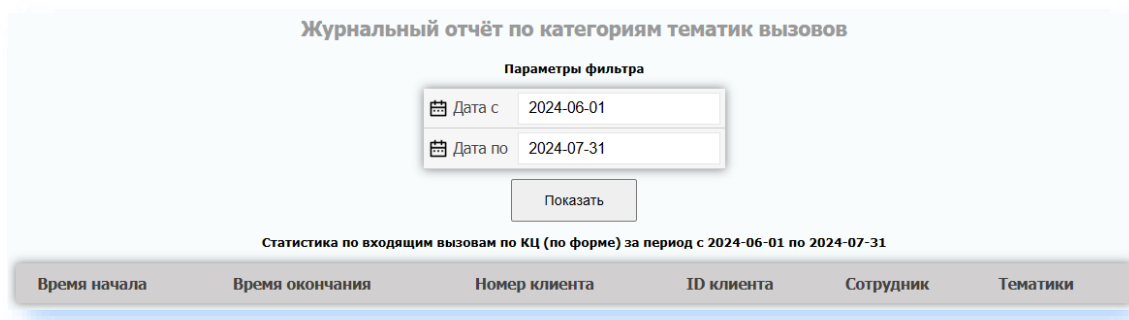 Журнальный отчёт по категориям тематик вызовов
Параметры фильтра
Дата с 2024-06-01
Дата по 2024-07-31
Показать
Статистика по входящим вызовам по КЦ (по форме) за период с 2024-06-01 по 2024-07-31
Время начала Время окончания Номер клиента ID клиента Сотрудник Тематики